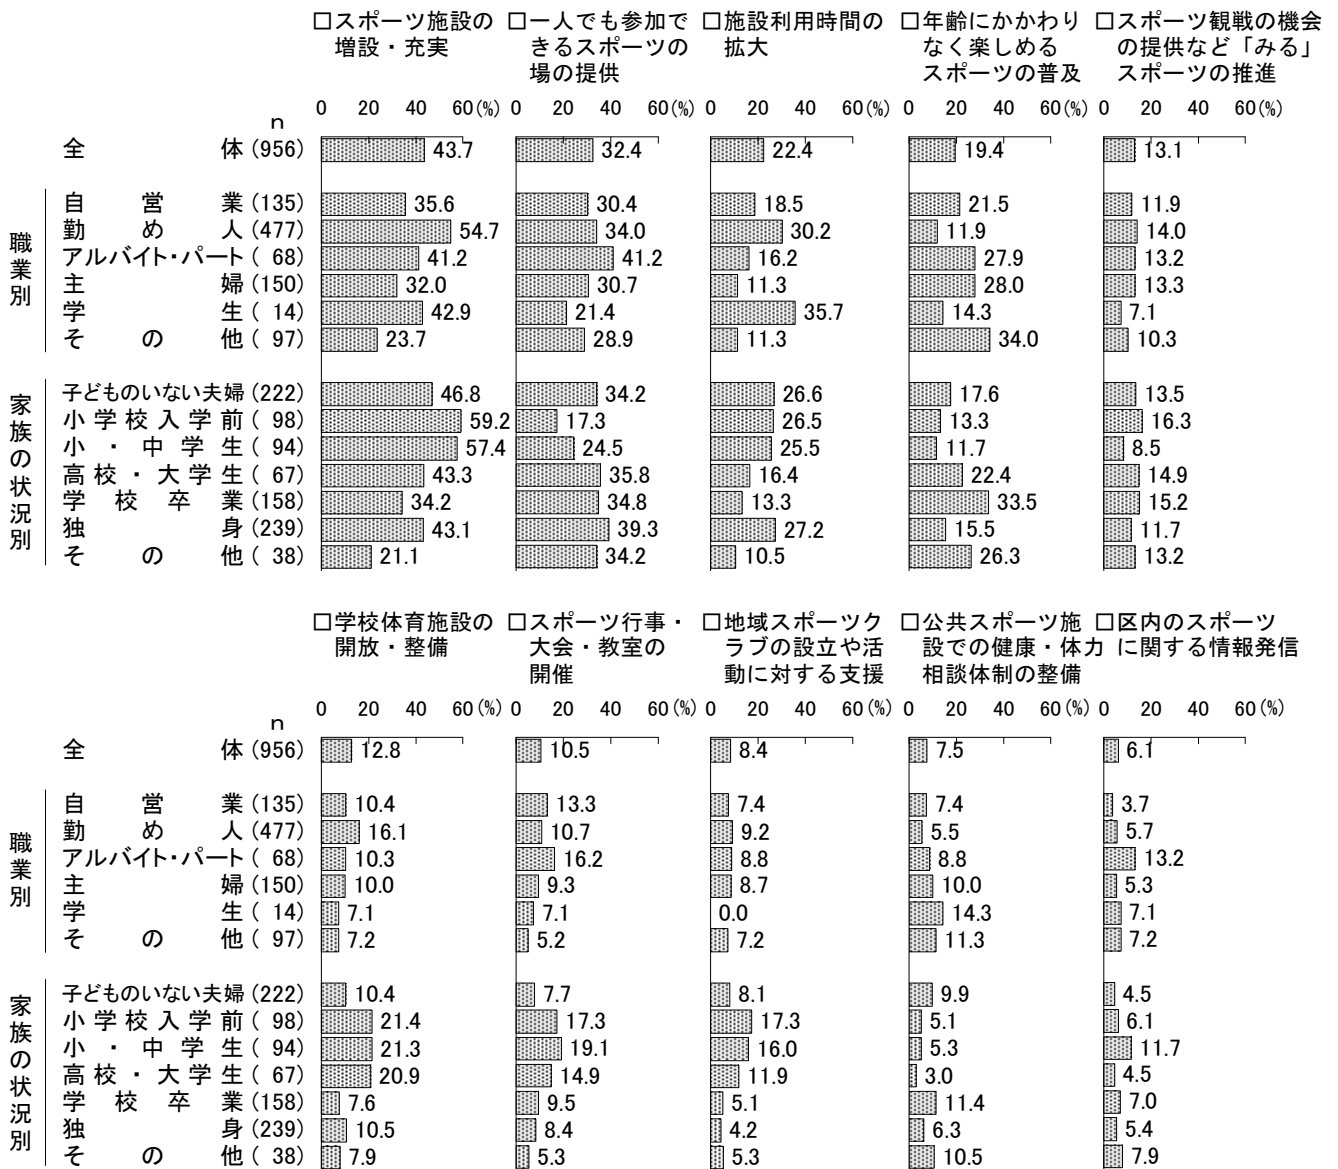 □スポーツ施設の □一人でも参加で □施設利用時間の □年齢にかかわり □スポーツ観戦の機会
増設・充実 きるスポーツの 拡大 なく楽しめる の提供など「みる」
場の提供 スポーツの普及 スポーツの推進
0 20 40 60(%) 0 20 40 60(%) 0 20 40 60(%) 0 20 40 60(%) 0 20 40 60(%)
n
全体(956) 43.7 32.4 22.4 19.4 13.1
職業別
自営業(135) 35.6 30.4 18.5 21.5 11.9
勤め人(477) 54.7 34.0 30.2 11.9 14.0
アルバイト・パート( 68) 41.2 41.2 16.2 27.9 13.2
主婦(150) 32.0 30.7 11.3 28.0 13.3
学生( 14) 42.9 21.4 35.7 14.3 7.1
その他( 97) 23.7 28.9 11.3 34.0 10.3
家族の状況別
子どものいない夫婦(222) 46.8 34.2 26.6 17.6 13.5
小学校入学前( 98) 59.2 17.3 26.5 13.3 16.3
小・中学生( 94) 57.4 24.5 25.5 11.7 8.5
高校・大学生( 67) 43.3 35.8 16.4 22.4 14.9
学校卒業(158) 34.2 34.8 13.3 33.5 15.2
独身(239) 43.1 39.3 27.2 15.5 11.7
その他( 38) 21.1 34.2 10.5 26.3 13.2
□学校体育施設の □スポーツ行事・ □地域スポーツク □公共スポーツ施 □区内のスポーツ
開放・整備 大会・教室の ラブの設立や活 設での健康・体力 に関する情報発信
開催 動に対する支援 相談体制の整備
0 20 40 60(%) 0 20 40 60(%) 0 20 40 60(%) 0 20 40 60(%) 0 20 40 60(%)
n
全体(956) 12.8 10.5 8.4 7.5 6.1
職業別
自営業(135) 10.4 13.3 7.4 7.4 3.7
勤め人(477) 16.1 10.7 9.2 5.5 5.7
アルバイト・パート( 68) 10.3 16.2 8.8 8.8 13.2
主婦(150) 10.0 9.3 8.7 10.0 5.3
学生( 14) 7.1 7.1 0.0 14.3 7.1
その他( 97) 7.2 5.2 7.2 11.3 7.2
家族の状況別
子どものいない夫婦(222) 10.4 7.7 8.1 9.9 4.5
小学校入学前( 98) 21.4 17.3 17.3 5.1 6.1
小・中学生( 94) 21.3 19.1 16.0 5.3 11.7
高校・大学生( 67) 20.9 14.9 11.9 3.0 4.5
学校卒業(158) 7.6 9.5 5.1 11.4 7.0
独身(239) 10.5 8.4 4.2 6.3 5.4
その他( 38) 7.9 5.3 5.3 10.5 7.9